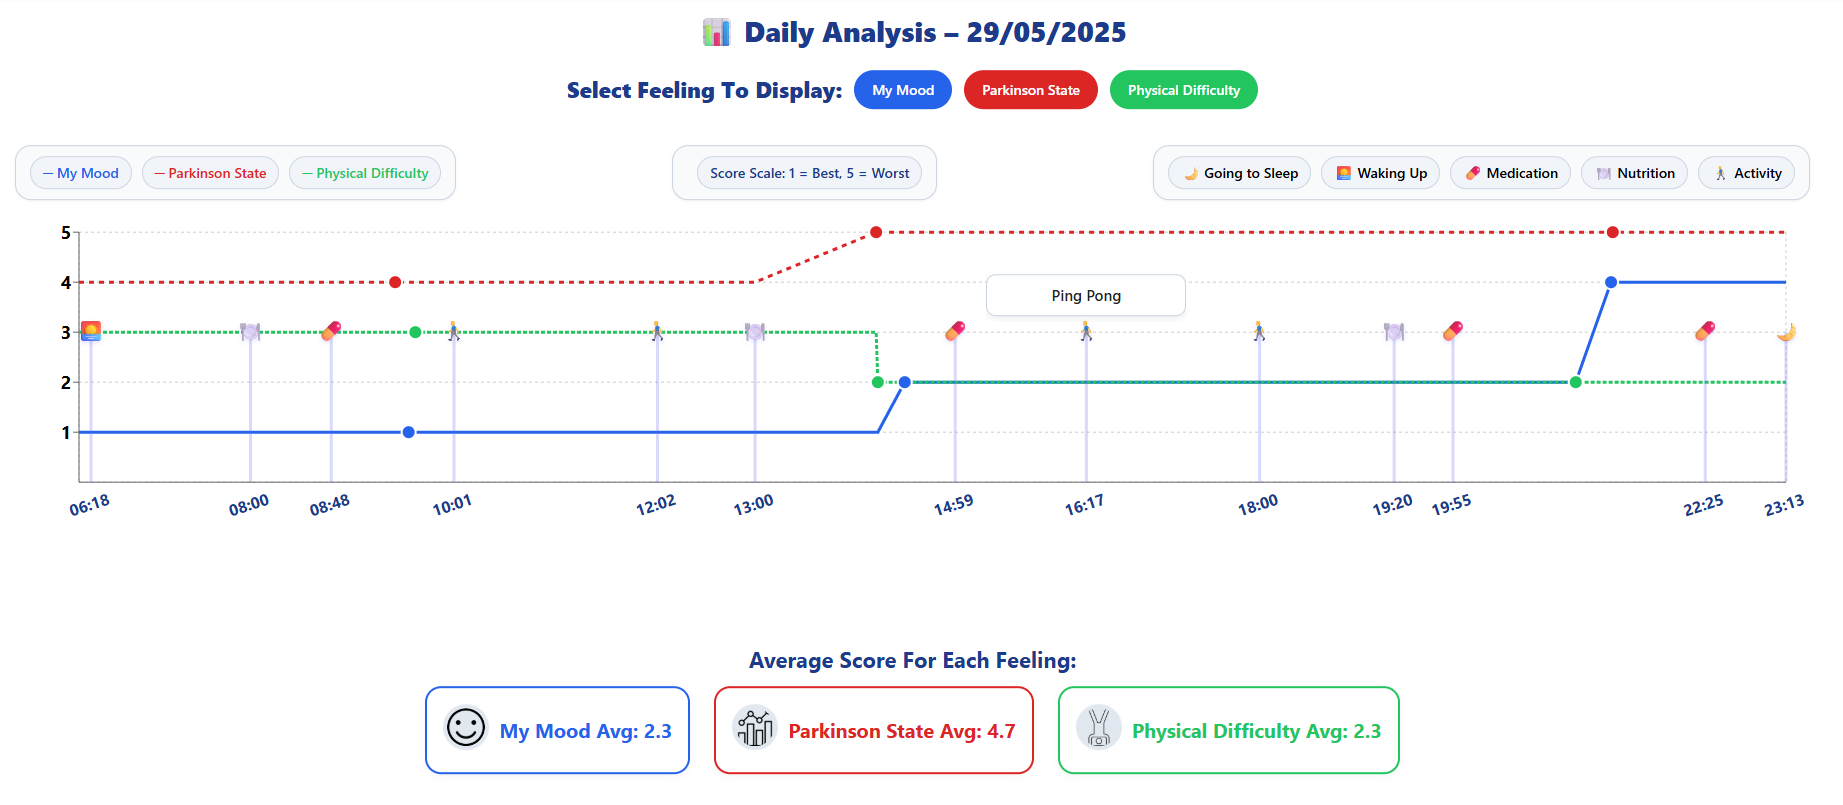 Daily Analysis – 29/05/2025
Select Feeling To Display: My Mood Parkinson State Physical Difficulty
— My Mood — Parkinson State — Physical Difficulty Score Scale: 1 = Best, 5 = Worst Going to Sleep Waking Up Medication Nutrition Activity
5
4
Ping Pong
3
2
1
06:18 08:00 08:48 10:01 12:02 13:00 14:59 16:17 18:00 19:20 19:55 22:25 23:13
Average Score For Each Feeling:
My Mood Avg: 2.3 Parkinson State Avg: 4.7 Physical Difficulty Avg: 2.3